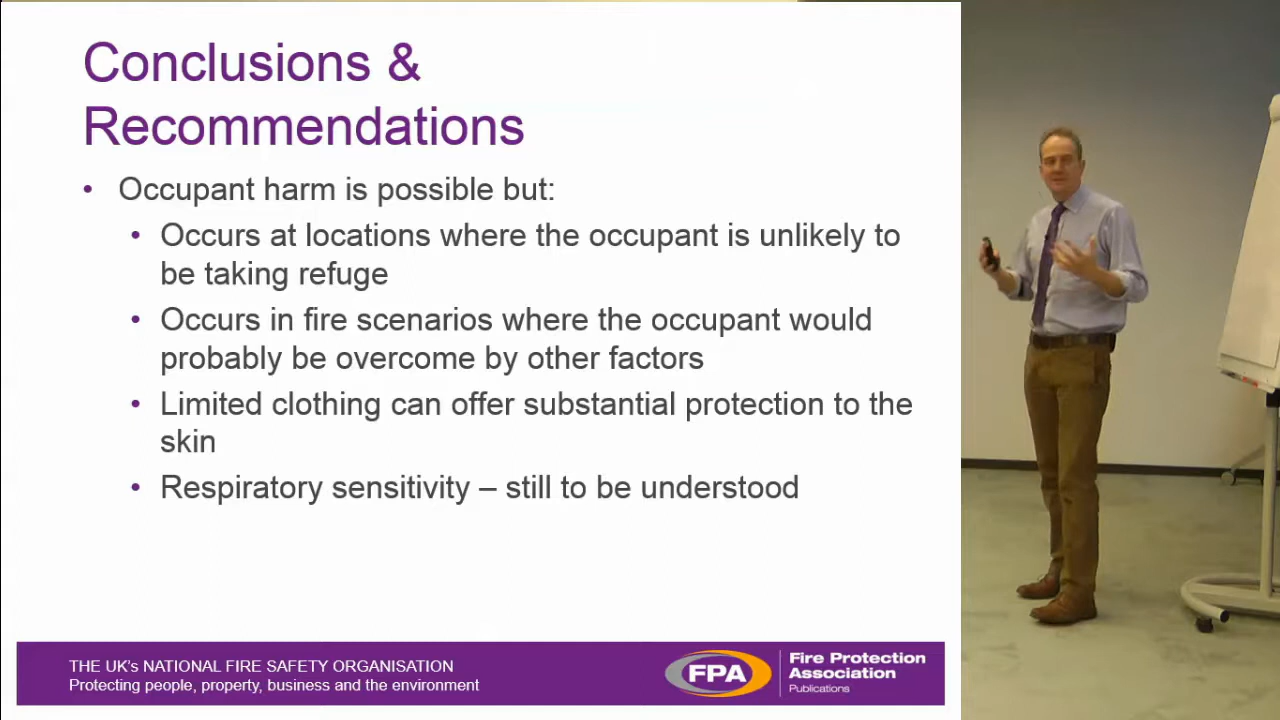 Conclusions &
Recommendations
• Occupant harm is possible but:
• Occurs at locations where the occupant is unlikely to
be taking refuge
• Occurs in fire scenarios where the occupant would
probably be overcome by other factors
• Limited clothing can offer substantial protection to the
skin
• Respiratory sensitivity – still to be understood
THE UK's NATIONAL FIRE SAFETY ORGANISATION
Protecting people, property, business and the environment
FPA
Fire Protection
Association
Publications